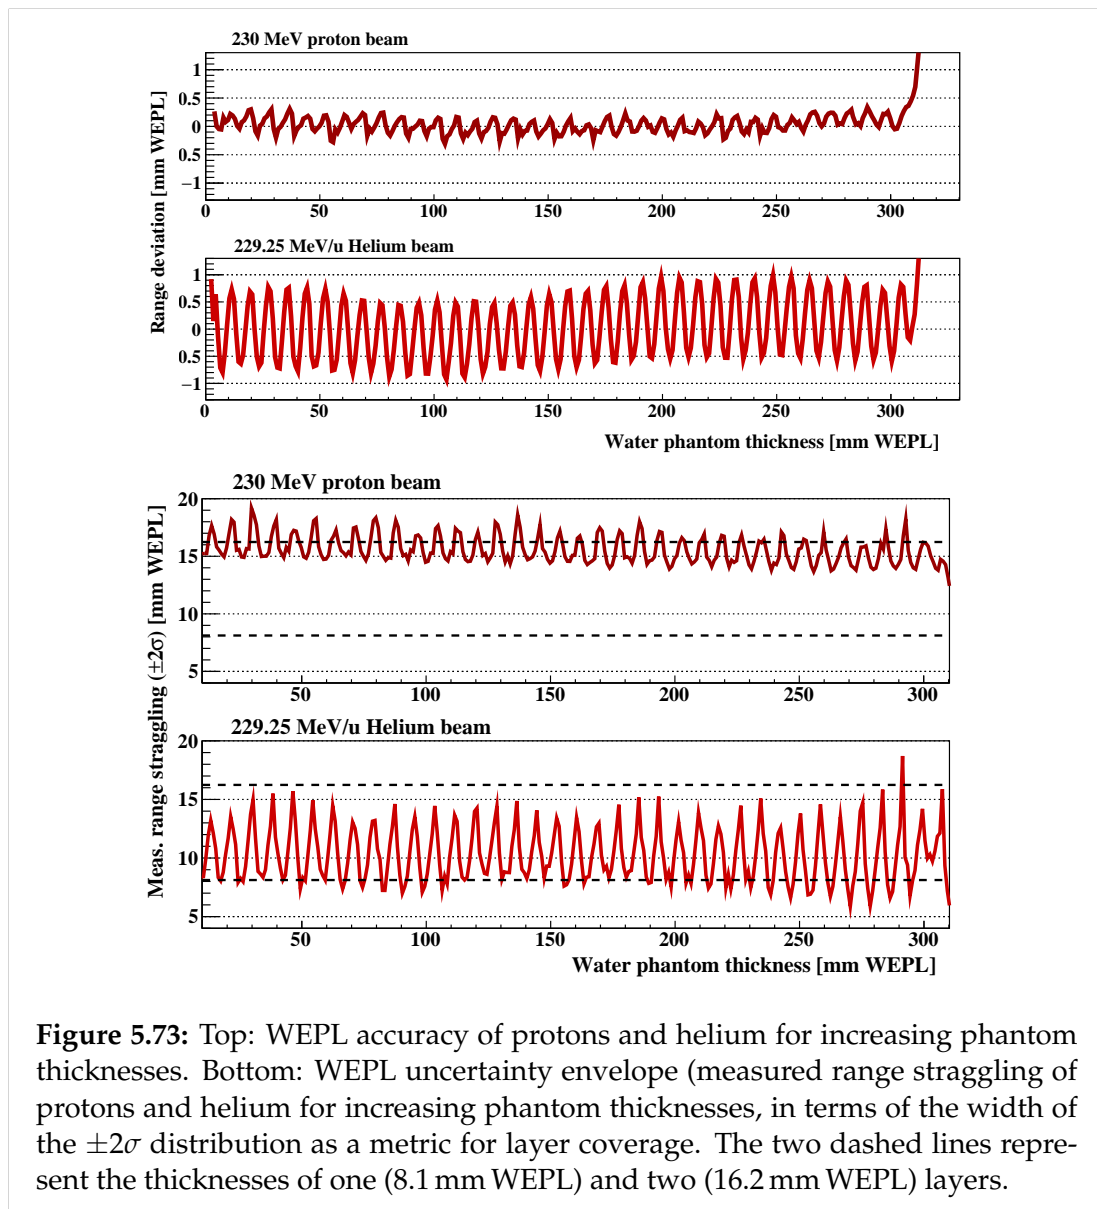 230 MeV proton beam
Range deviation [mm WEPL]
1
0.5
0
0.5
−1
0 50 100 150 200 250 300
229.25 MeV/u Helium beam
1
0.5
0
0.5
−1
0 50 100 150 200 250 300
Water phantom thickness [mm WEPL]
230 MeV proton beam
Meas. range straggling (±2σ) [mm WEPL]
20
15
10
5
50 100 150 200 250 300
229.25 MeV/u Helium beam
20
15
10
5
50 100 150 200 250 300
Water phantom thickness [mm WEPL]
Figure 5.73: Top: WEPL accuracy of protons and helium for increasing phantom
thicknesses. Bottom: WEPL uncertainty envelope (measured range straggling of
protons and helium for increasing phantom thicknesses, in terms of the width of
the ±2σ distribution as a metric for layer coverage. The two dashed lines repre-
sent the thicknesses of one (8.1 mm WEPL) and two (16.2 mm WEPL) layers.